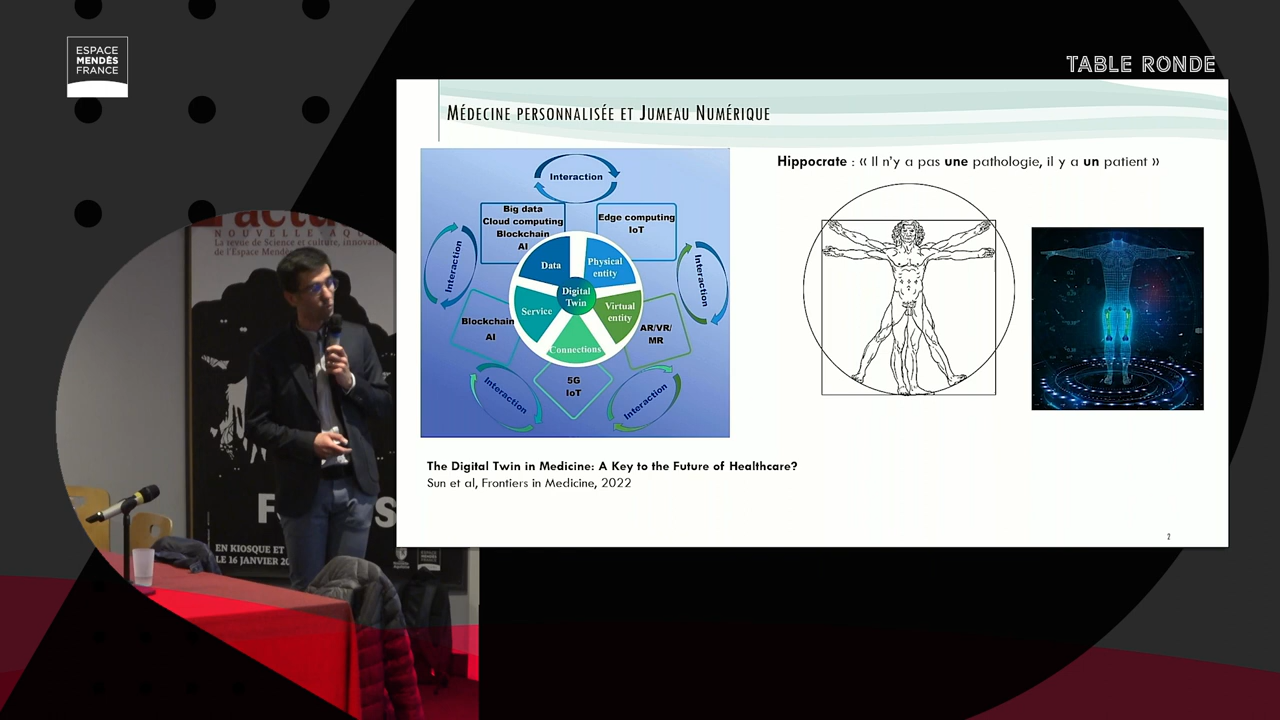 ESPACE
MENDÈS
FRANCE
TABLE RONDE
MÉDECINE PERSONNALISÉE ET JUMEAU NUMÉRIQUE
Interaction
Big data
Cloud computing
Blockchain
AI
Edge computing
IoT
Interaction
Interaction
Data
Physical
entity
Digital
Twin
Service
Virtual
entity
Connections
Blockchain
AI
AR/VR/
MR
5G
IoT
Interaction
Interaction
Hippocrate : « Il n'y a pas une pathologie, il y a un patient »
The Digital Twin in Medicine: A Key to the Future of Healthcare?
Sun et al, Frontiers in Medicine, 2022
2
NOUVELLE
La revue de Science et culture,
de l'Espace
EN KIOSQUE ET
LE 16 JANVIER